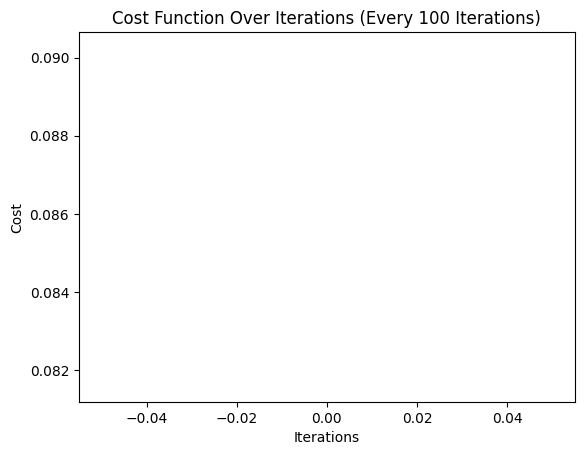 Cost Function Over Iterations (Every 100 Iterations)
0.090
0.088
0.086
0.084
0.082
Cost
−0.04 −0.02 0.00 0.02 0.04
Iterations